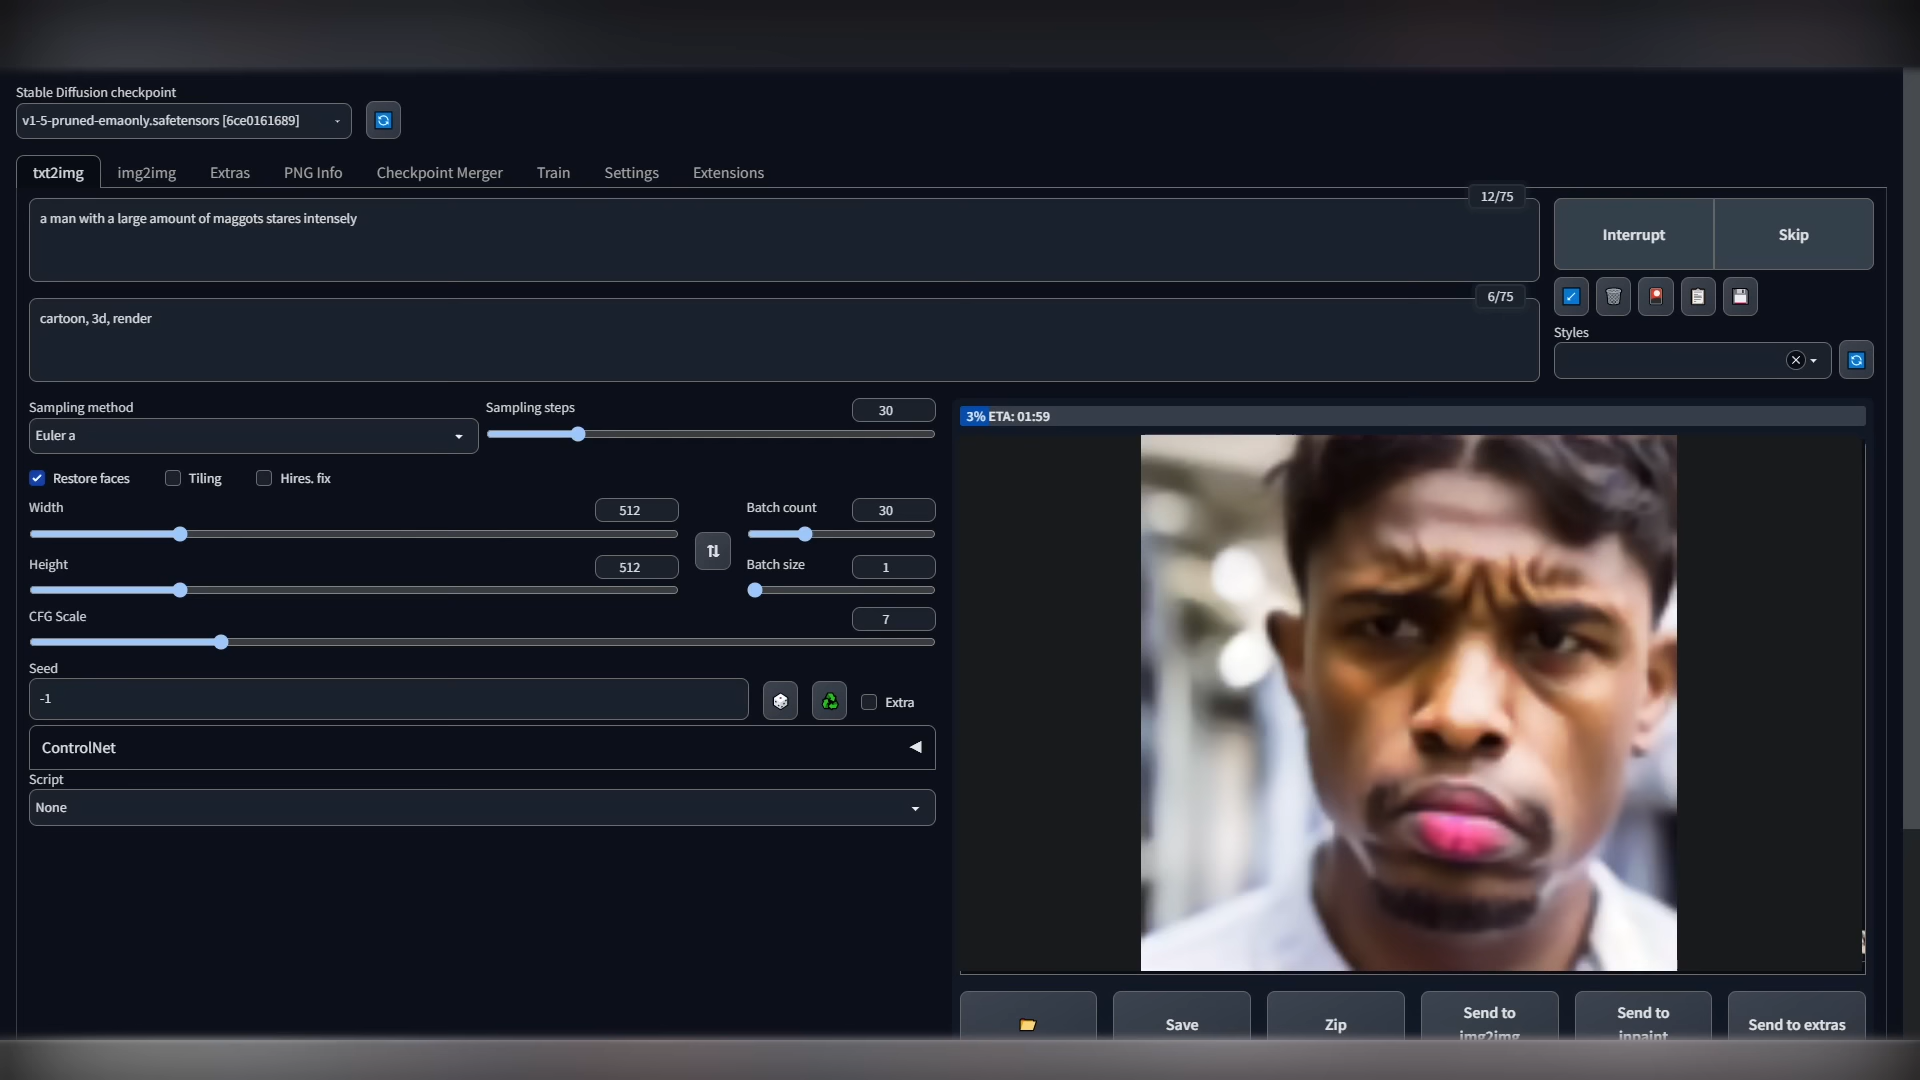 Stable Diffusion checkpoint
v1-5-pruned-emaonly.safetensors [6ce0161689]
txt2img
img2img
Extras
PNG Info
Checkpoint Merger
Train
Settings
Extensions
12/75
a man with a large amount of maggots stares intensely
Interrupt
Skip
6/75
cartoon, 3d, render
Styles
Sampling method
Euler a
Sampling steps
30
3% ETA: 01:59
Restore faces
Tiling
Hires. fix
Width
512
Batch count
30
Height
512
Batch size
1
CFG Scale
7
Seed
-1
Extra
ControlNet
Script
None
Save
Zip
Send to
img2img
Send to
inpaint
Send to extras